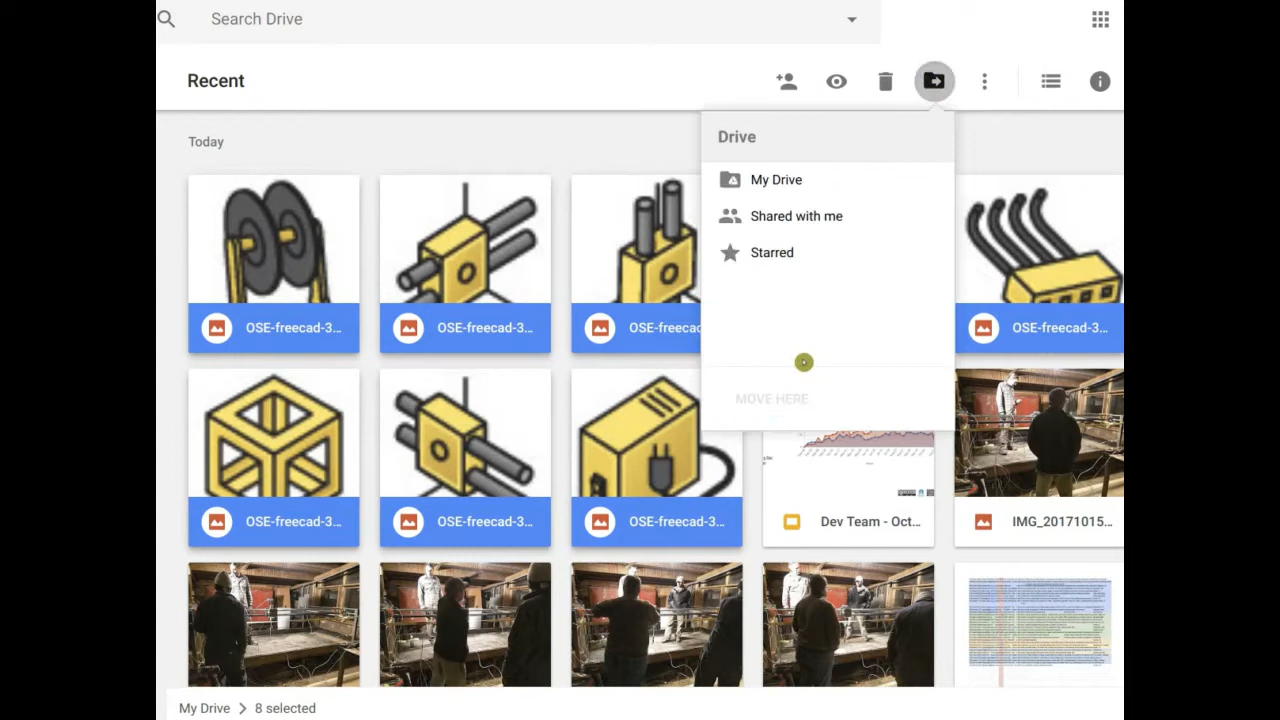 Search Drive
Recent
Drive
Today
My Drive
Shared with me
Starred
OSE-freecad-3...
OSE-freecad-3...
OSE-freecad
OSE-freecad-3...
MOVE HERE
OSE-freecad-3...
OSE-freecad-3...
OSE-freecad-3...
Dev Team - Oct...
IMG_20171015...
My Drive > 8 selected